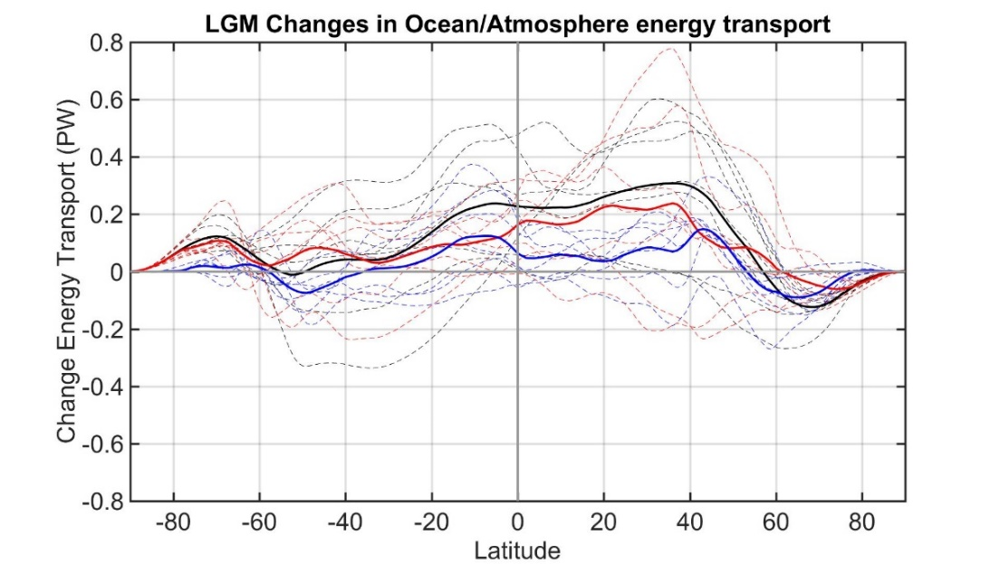 LGM Changes in Ocean/Atmosphere energy transport
Change Energy Transport (PW)
0.8
0.6
0.4
0.2
0
-0.2
-0.4
-0.6
-0.8
-80 -60 -40 -20 0 20 40 60 80
Latitude